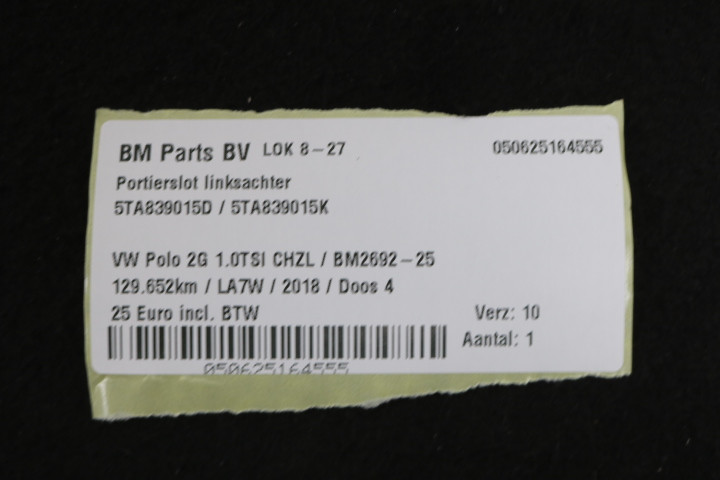 BM Parts BV LOK 8-27 050625164555
Portierslot linksachter
5TA839015D / 5TA839015K
VW Polo 2G 1.0TSI CHZL / BM2692-25
129.652km / LA7W / 2018 / Doos 4
25 Euro incl. BTW Verz: 10
Aantal: 1
050625164555